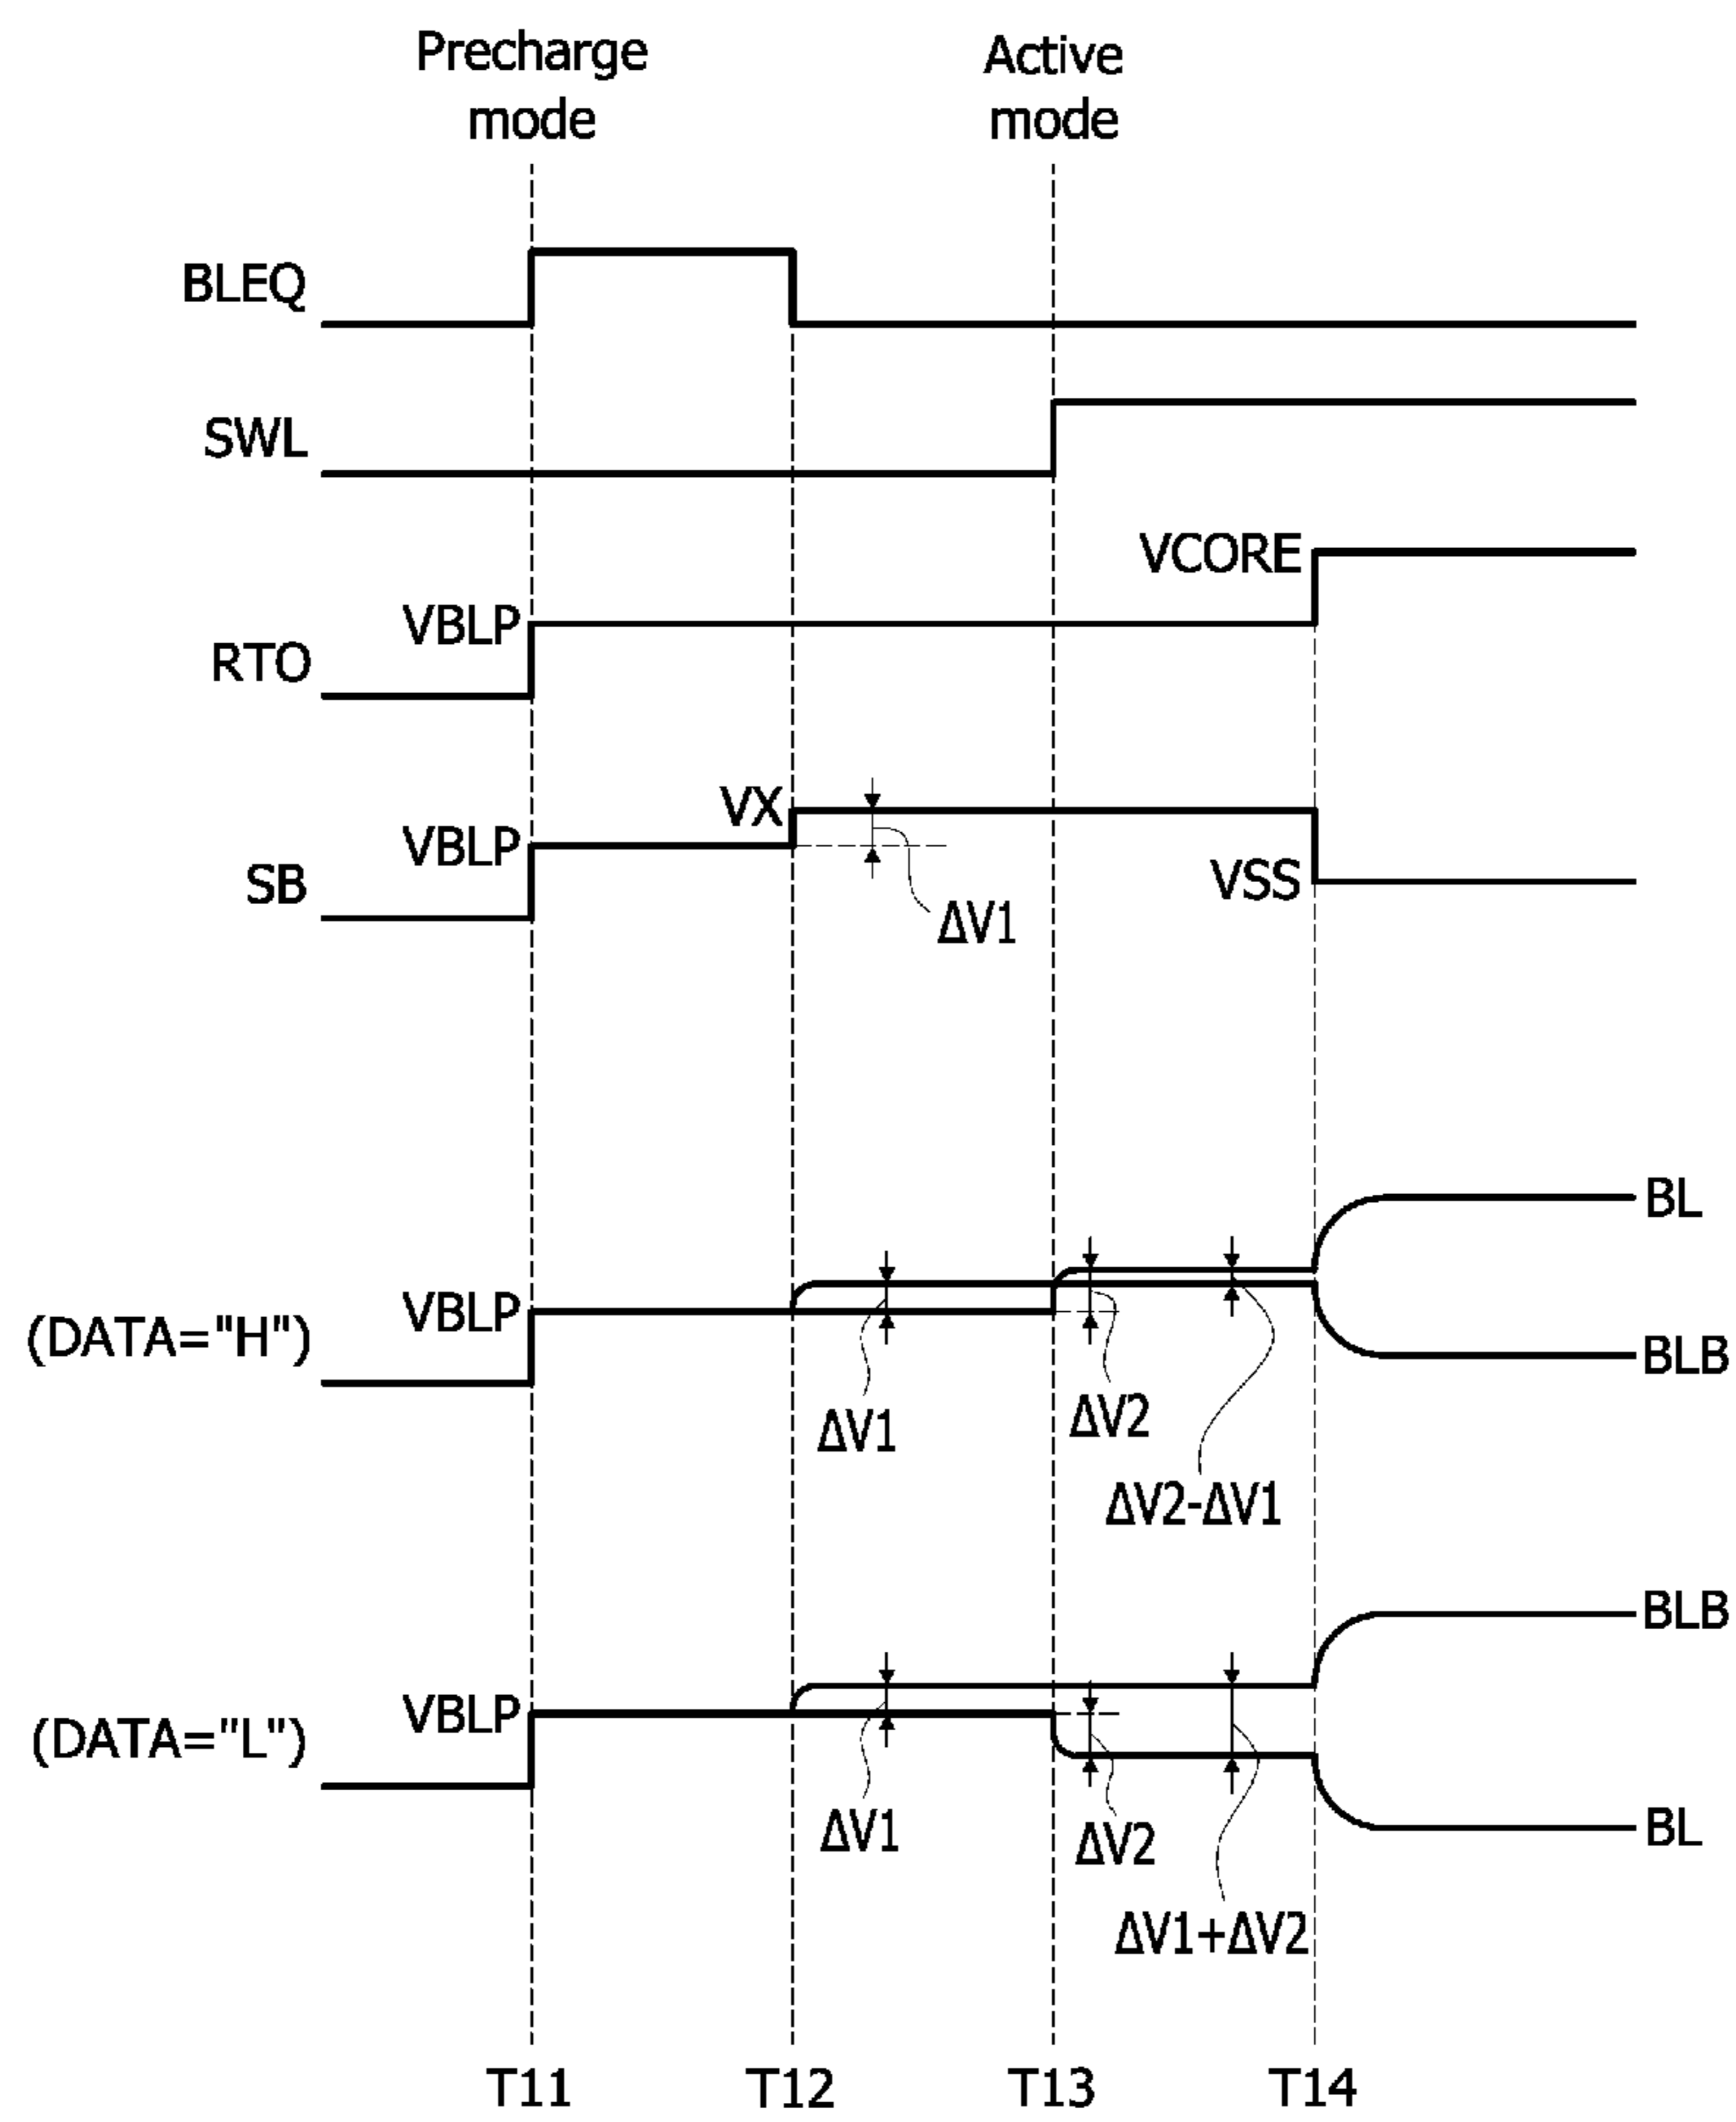 Precharge
mode
Active
mode
BLEQ
SWL
VCORE
VBLP
RTO
VX
VBLP
VSS
SB
ΔV1
BL
VBLP
(DATA="H")
BLB
ΔV2
ΔV1
ΔV2-ΔV1
BLB
VBLP
(DATA="L")
BL
ΔV1
ΔV2
ΔV1+ΔV2
T11
T12
T13
T14